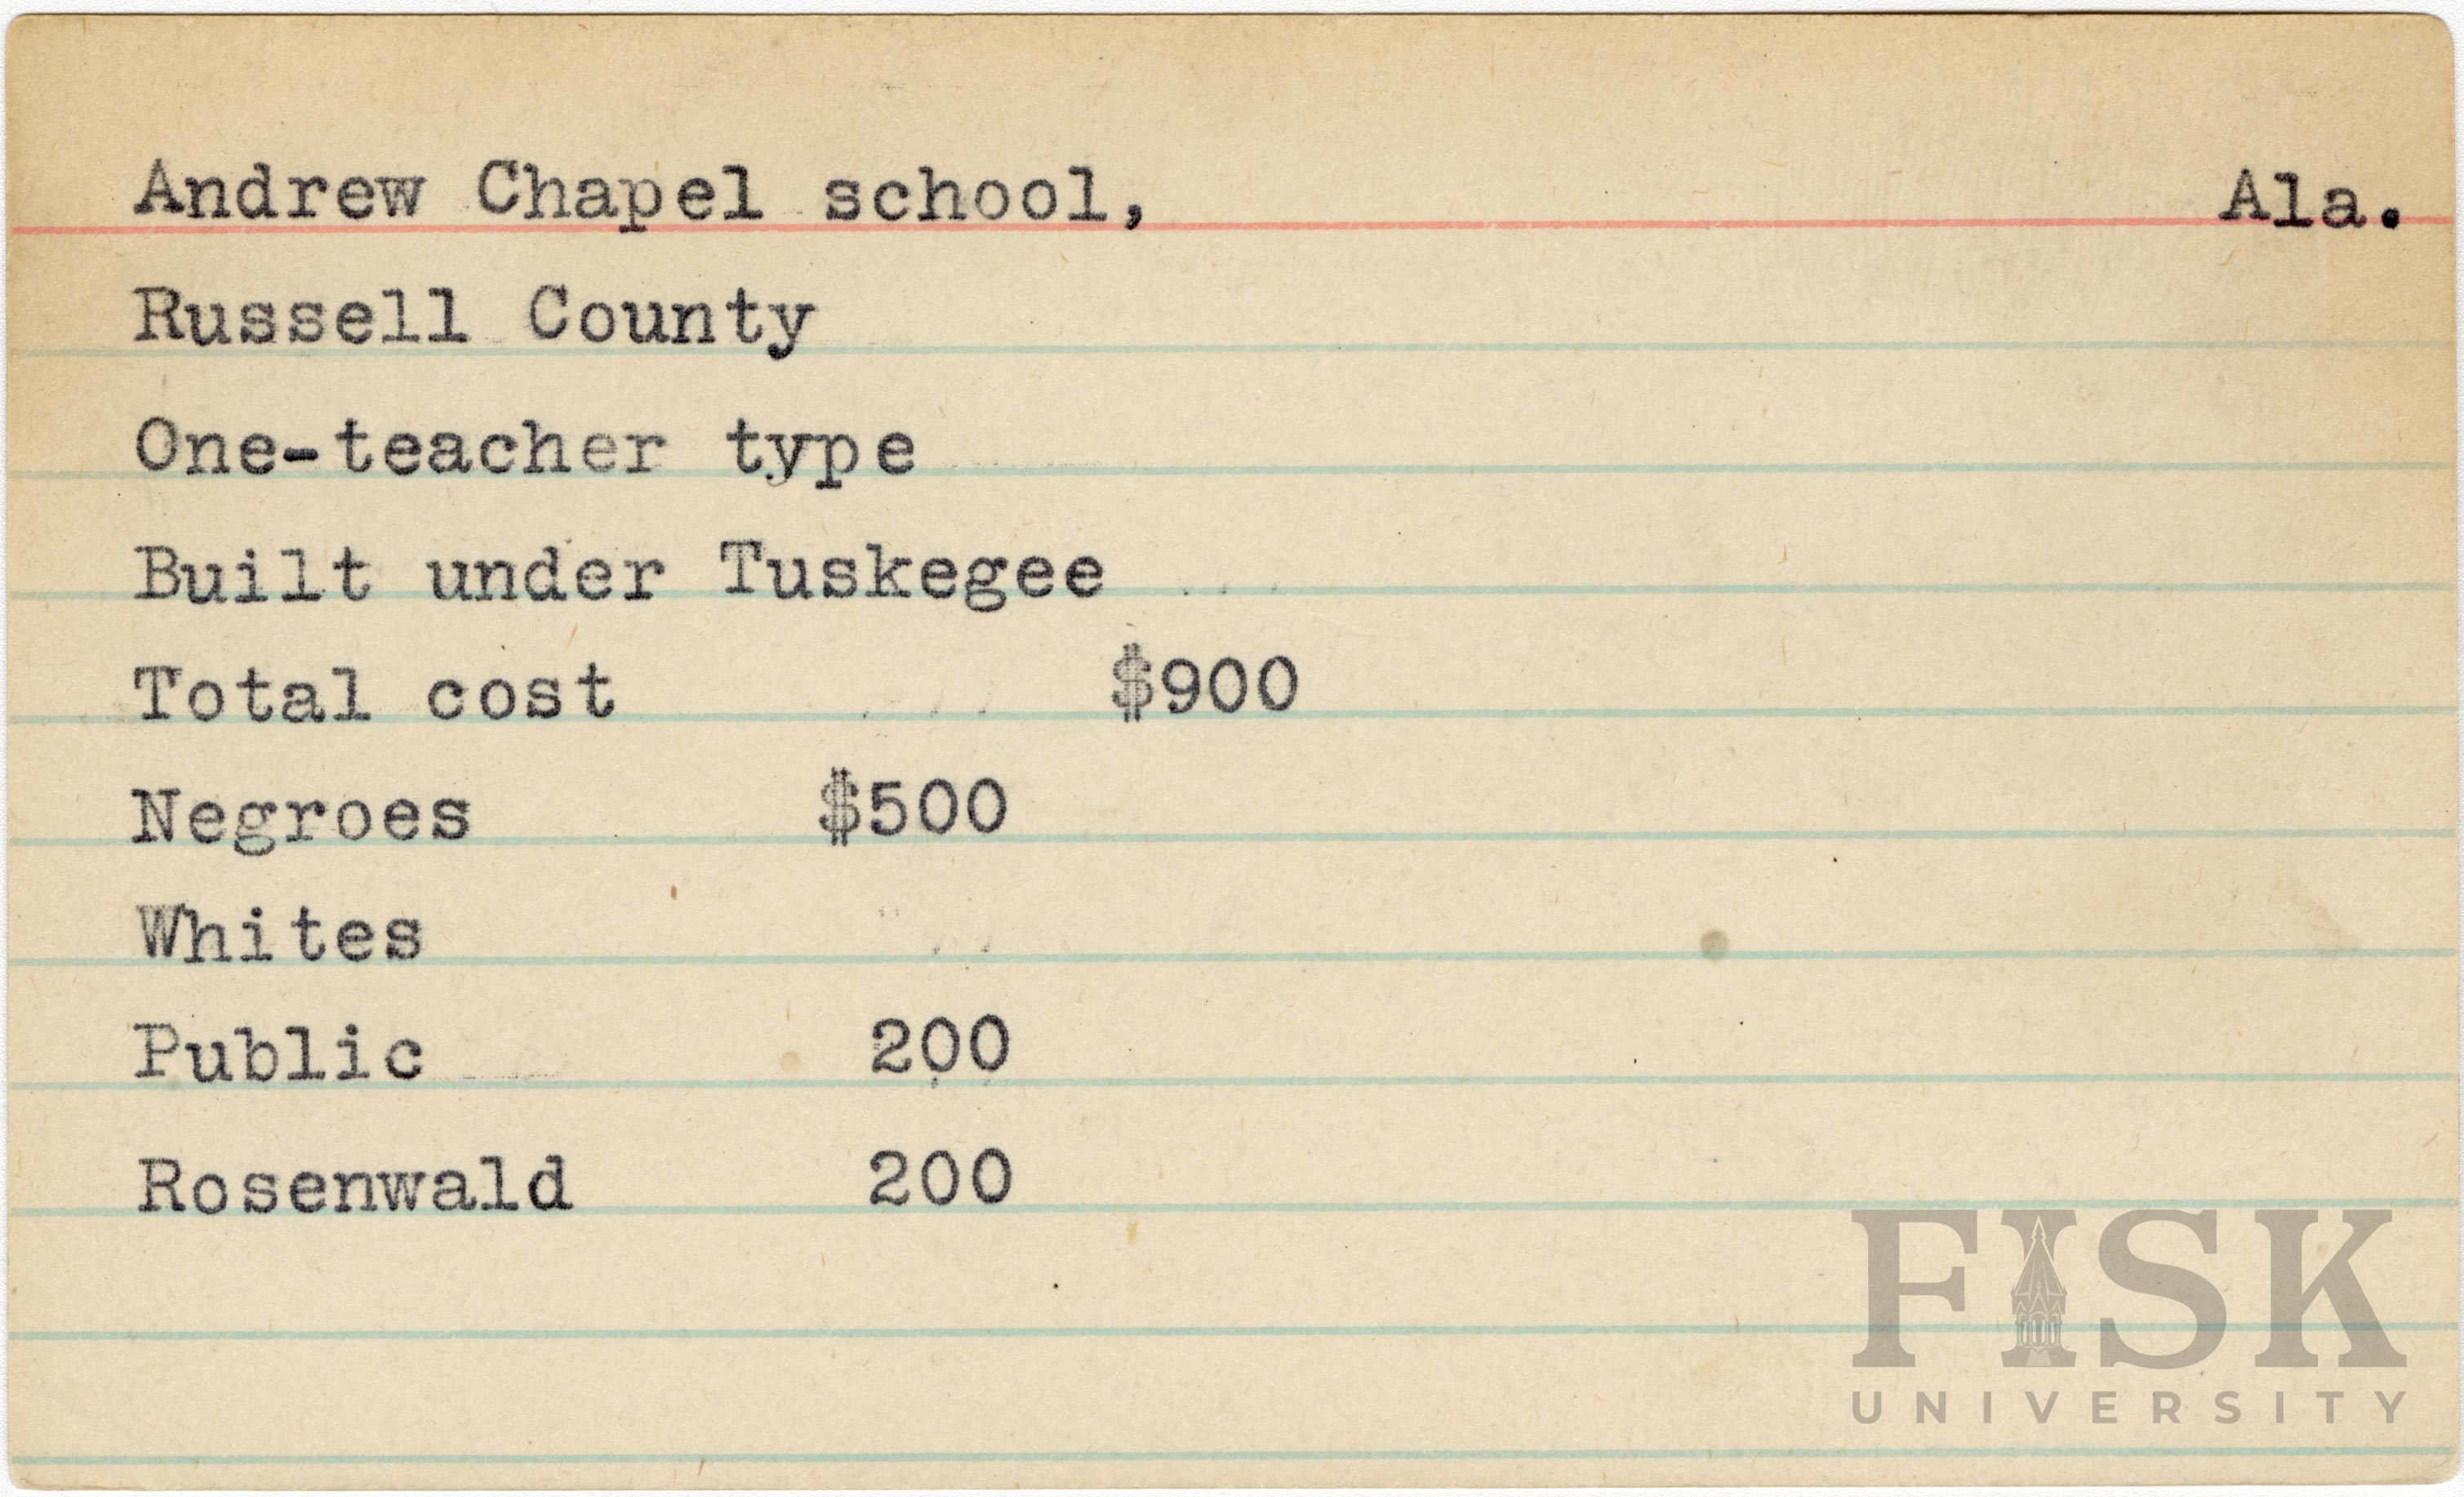 Andrew Chapel school, Ala.
Russell County
One-teacher type
Built under Tuskegee
Total cost $900
Negroes $500
Whites
Public 200
Rosenwald 200
FISK
UNIVERSITY